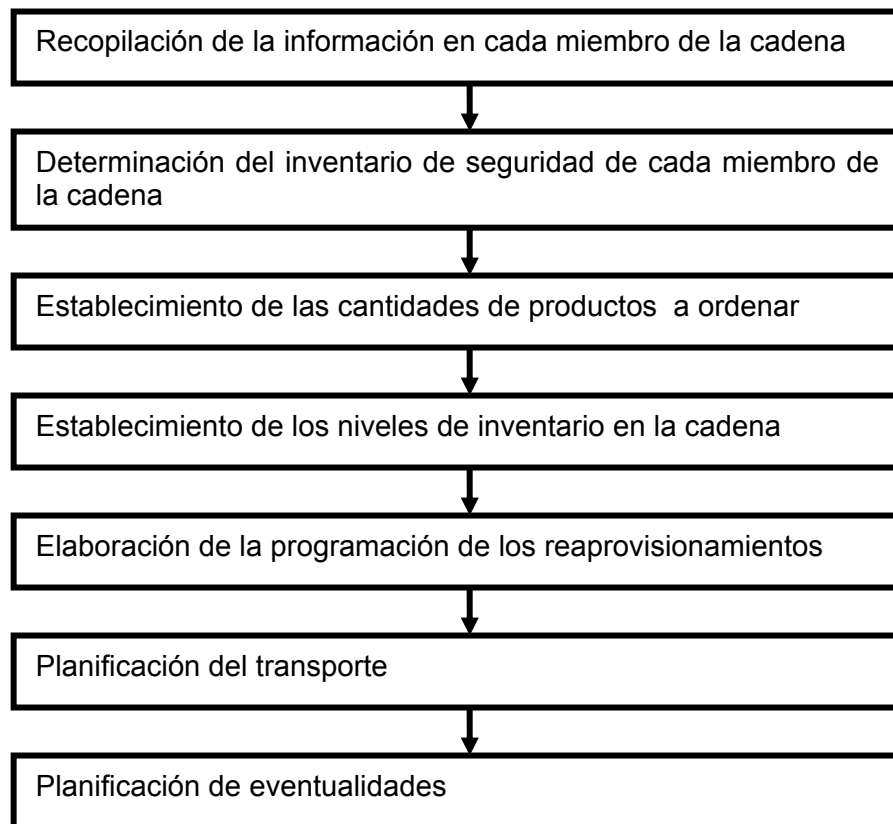 Recopilación de la información en cada miembro de la cadena
Determinación del inventario de seguridad de cada miembro de
la cadena
Establecimiento de las cantidades de productos a ordenar
Establecimiento de los niveles de inventario en la cadena
Elaboración de la programación de los reaprovisionamientos
Planificación del transporte
Planificación de eventualidades